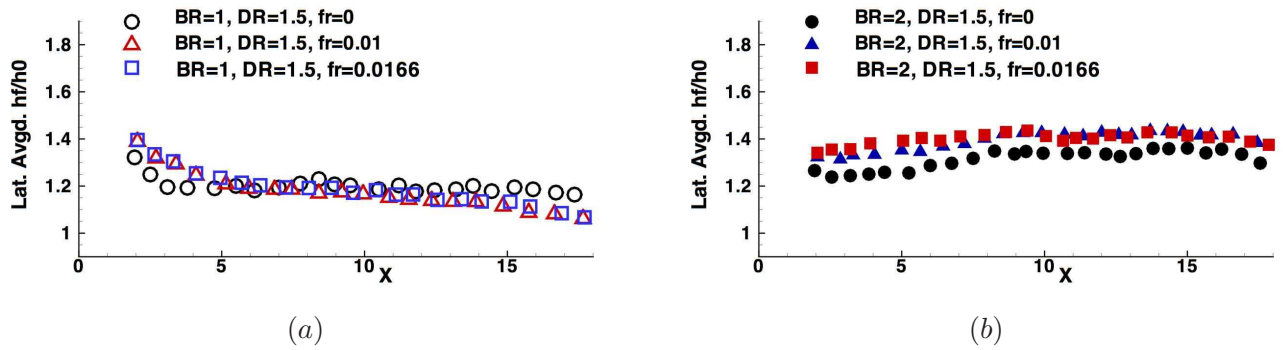 BR=1, DR=1.5, fr=0
BR=1, DR=1.5, fr=0.01
BR=1, DR=1.5, fr=0.0166
Lat. Avgd. hf/h0
1.8
1.6
1.4
1.2
1
0
5
10
15
X
(a)
BR=2, DR=1.5, fr=0
BR=2, DR=1.5, fr=0.01
BR=2, DR=1.5, fr=0.0166
Lat. Avgd. hf/h0
1.8
1.6
1.4
1.2
1
0
5
10
15
X
(b)